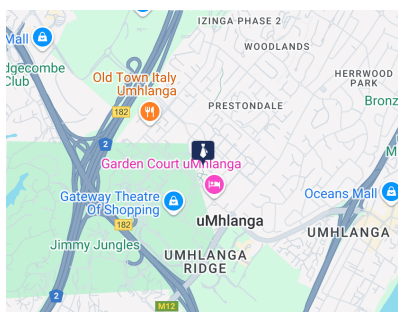 IZINGA PHASE 2
Mall
WOODLANDS
dgecombe
Club
Old Town Italy
Umhlanga
HERRWOOD
PARK
PRESTONDALE
Bronz
182
2
M
Garden Court uMhlanga
Gateway Theatre
Of Shopping
Oceans Mall
uMhlanga
182
UMHLANGA
Jimmy Jungles
UMHLANGA
RIDGE
2
M12